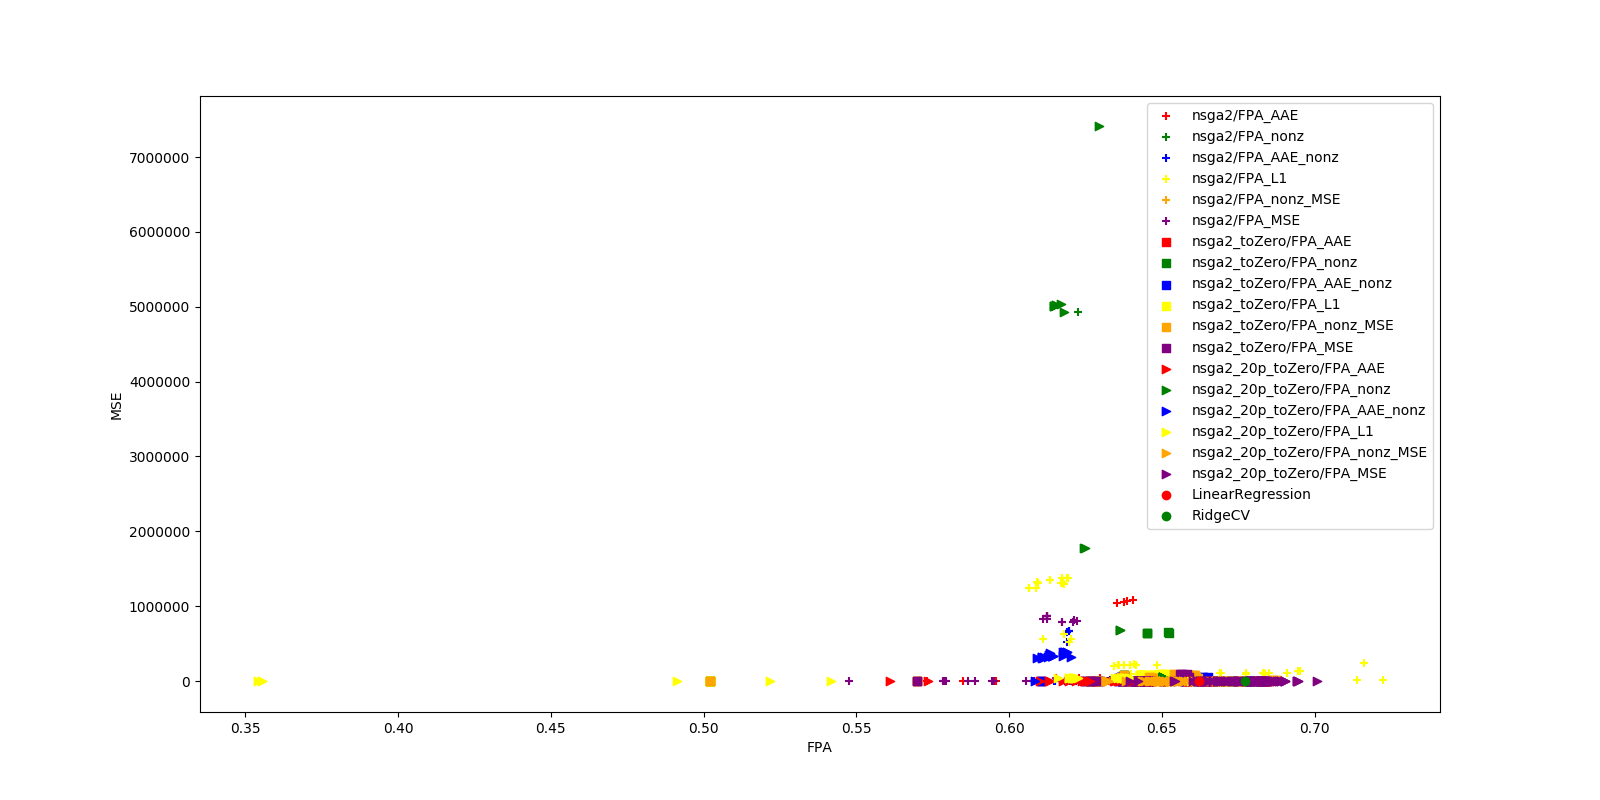 nsga2/FPA_AAE
nsga2/FPA_nonz
nsga2/FPA_AAE_nonz
nsga2/FPA_L1
nsga2/FPA_nonz_MSE
nsga2/FPA_MSE
nsga2_toZero/FPA_AAE
nsga2_toZero/FPA_nonz
nsga2_toZero/FPA_AAE_nonz
nsga2_toZero/FPA_L1
nsga2_toZero/FPA_nonz_MSE
nsga2_toZero/FPA_MSE
nsga2_20p_toZero/FPA_AAE
nsga2_20p_toZero/FPA_nonz
nsga2_20p_toZero/FPA_AAE_nonz
nsga2_20p_toZero/FPA_L1
nsga2_20p_toZero/FPA_nonz_MSE
nsga2_20p_toZero/FPA_MSE
LinearRegression
RidgeCV
7000000
6000000
5000000
4000000
3000000
2000000
1000000
0
MSE
0.35 0.40 0.45 0.50 0.55 0.60 0.65 0.70
FPA